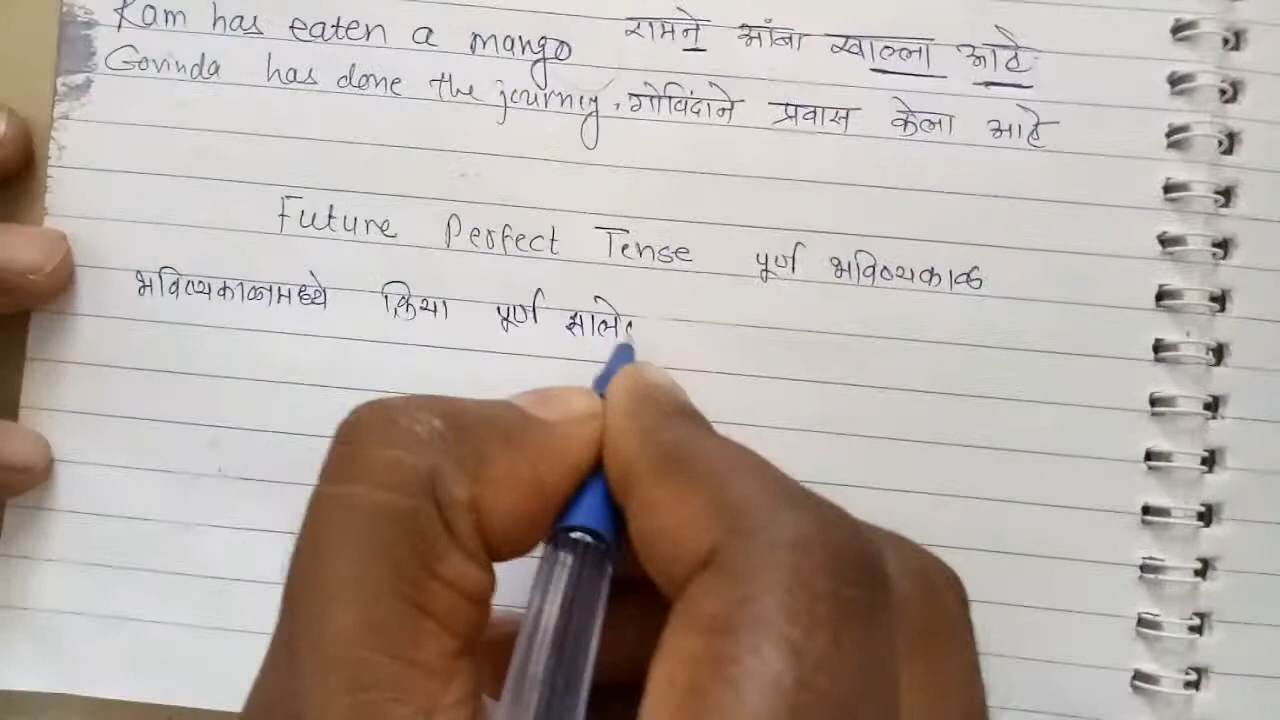 Ram has eaten a mango रामने आंबा खाल्ला आहे
Govinda has done the journey. गोविंदाने प्रवास केला आहे
Future Perfect Tense पूर्ण भविष्यकाळ
भविष्यकाळामध्ये क्रिया पूर्ण